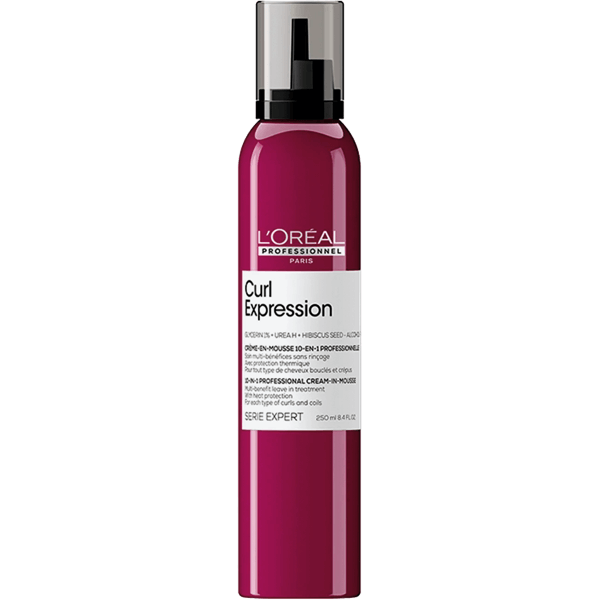 L'ORÉAL
PROFESSIONNEL
PARIS
Curl
Expression
GLYCERIN 2% + UREA H + HIBISCUS SEED -
CRÈME-EN-MOUSSE 10-EN-1 PROFESSIONNELLE
Soin multi-bénéfices sans rinçage
Avec protection thermique
Pour tout type de cheveux bouclés et crépus
10-IN-1 PROFESSIONAL CREAM-IN-MOUSSE
Multi-benefit leave in treatment
With heat protection
For each type of curls and coils
SERIE EXPERT 250 ml 8.4 FL.OZ